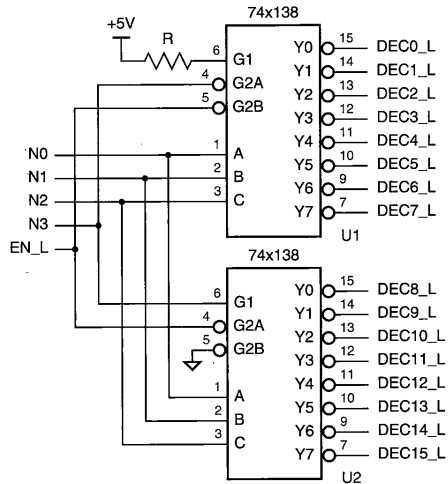 74x138
+5V
R
6 G1
4 G2A
5 G2B
1 A
2 B
3 C
Y0 15 DEC0_L
Y1 14 DEC1_L
Y2 13 DEC2_L
Y3 12 DEC3_L
Y4 11 DEC4_L
Y5 10 DEC5_L
Y6 9 DEC6_L
Y7 7 DEC7_L
N0
N1
N2
N3
EN_L
U1
74x138
6 G1
4 G2A
5 G2B
1 A
2 B
3 C
Y0 15 DEC8_L
Y1 14 DEC9_L
Y2 13 DEC10_L
Y3 12 DEC11_L
Y4 11 DEC12_L
Y5 10 DEC13_L
Y6 9 DEC14_L
Y7 7 DEC15_L
U2